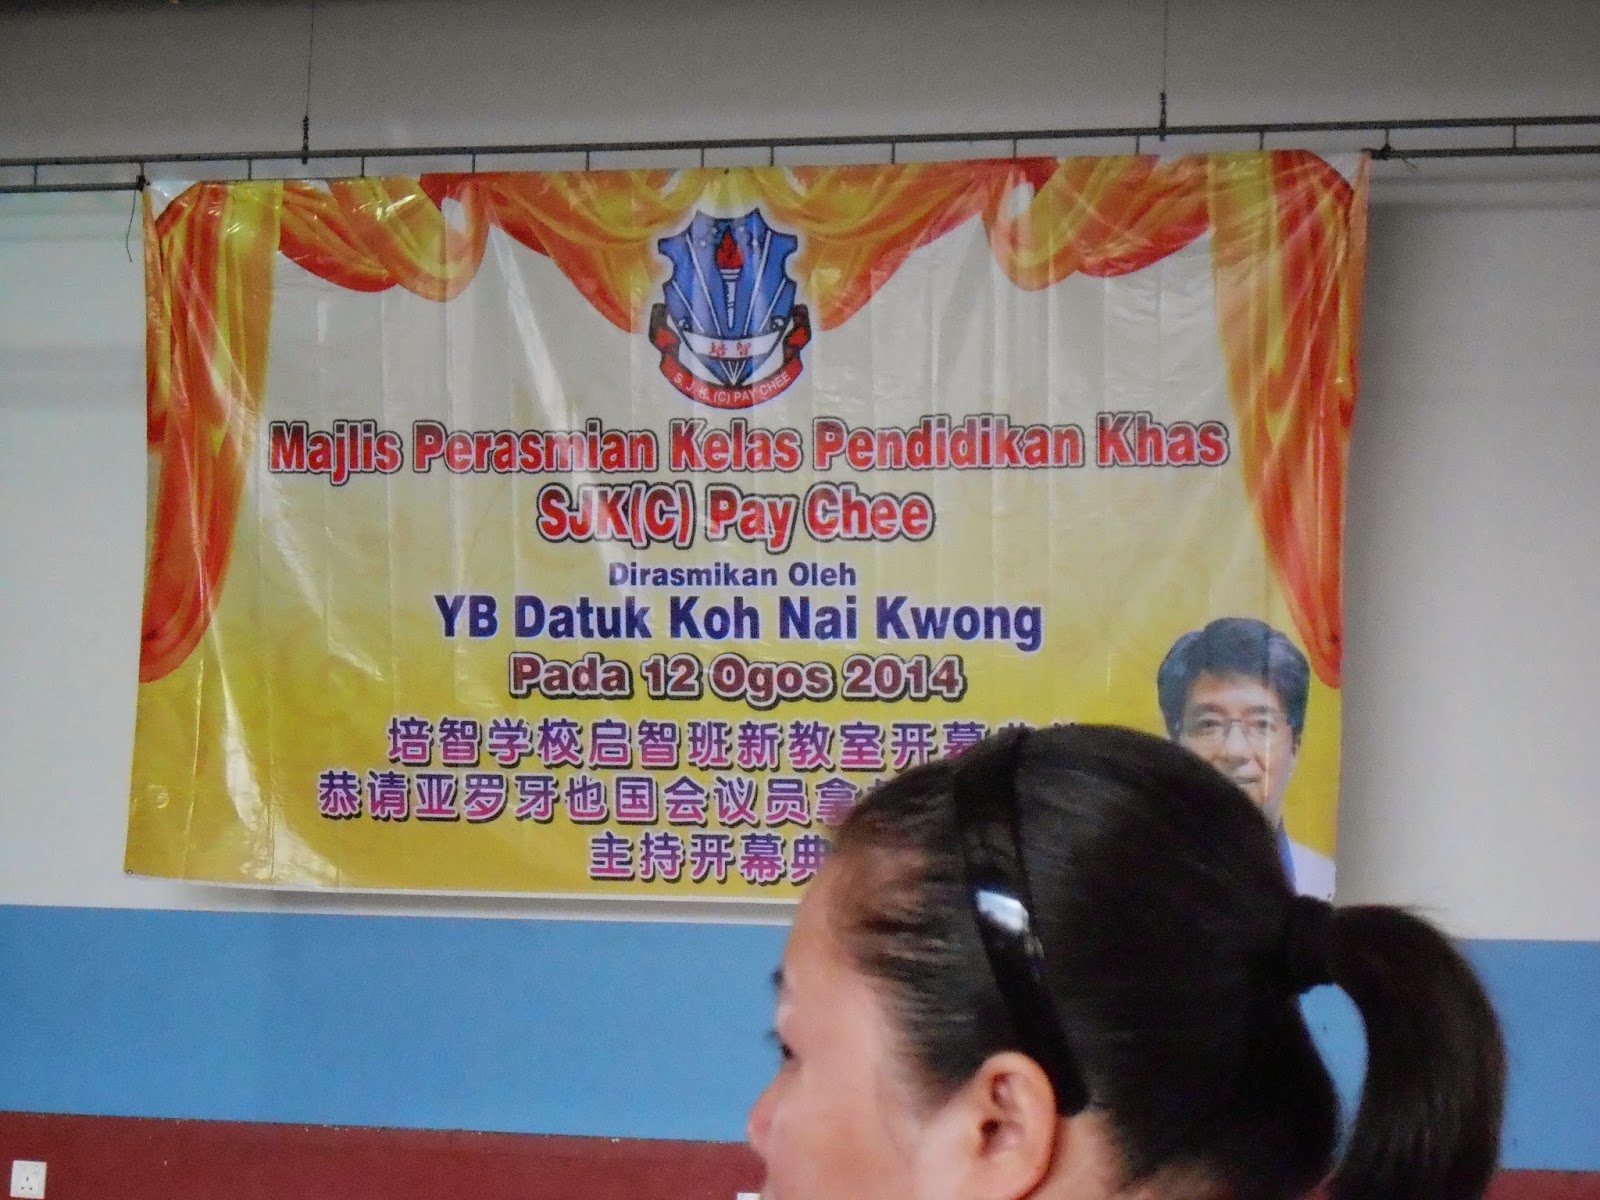 培智
S.J.K. (C) PAY CHEE
Majlis Perasmian Kelas Pendidikan Khas
SJK(C) Pay Chee
Dirasmikan Oleh
YB Datuk Koh Nai Kwong
Pada 12 Ogos 2014
培智学校启智班新教室开幕
恭请亚罗牙也国会议员拿
主持开幕典